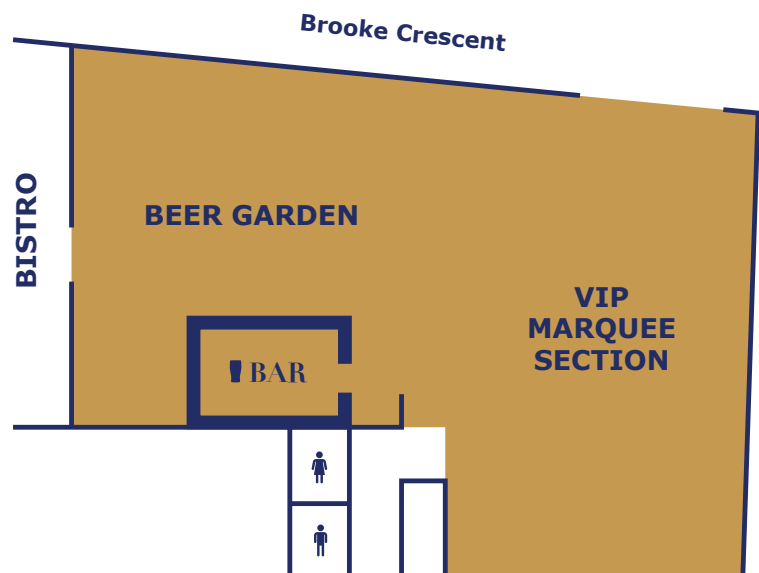 Brooke Crescent
BISTRO
BEER GARDEN
VIP
MARQUEE
SECTION
BAR